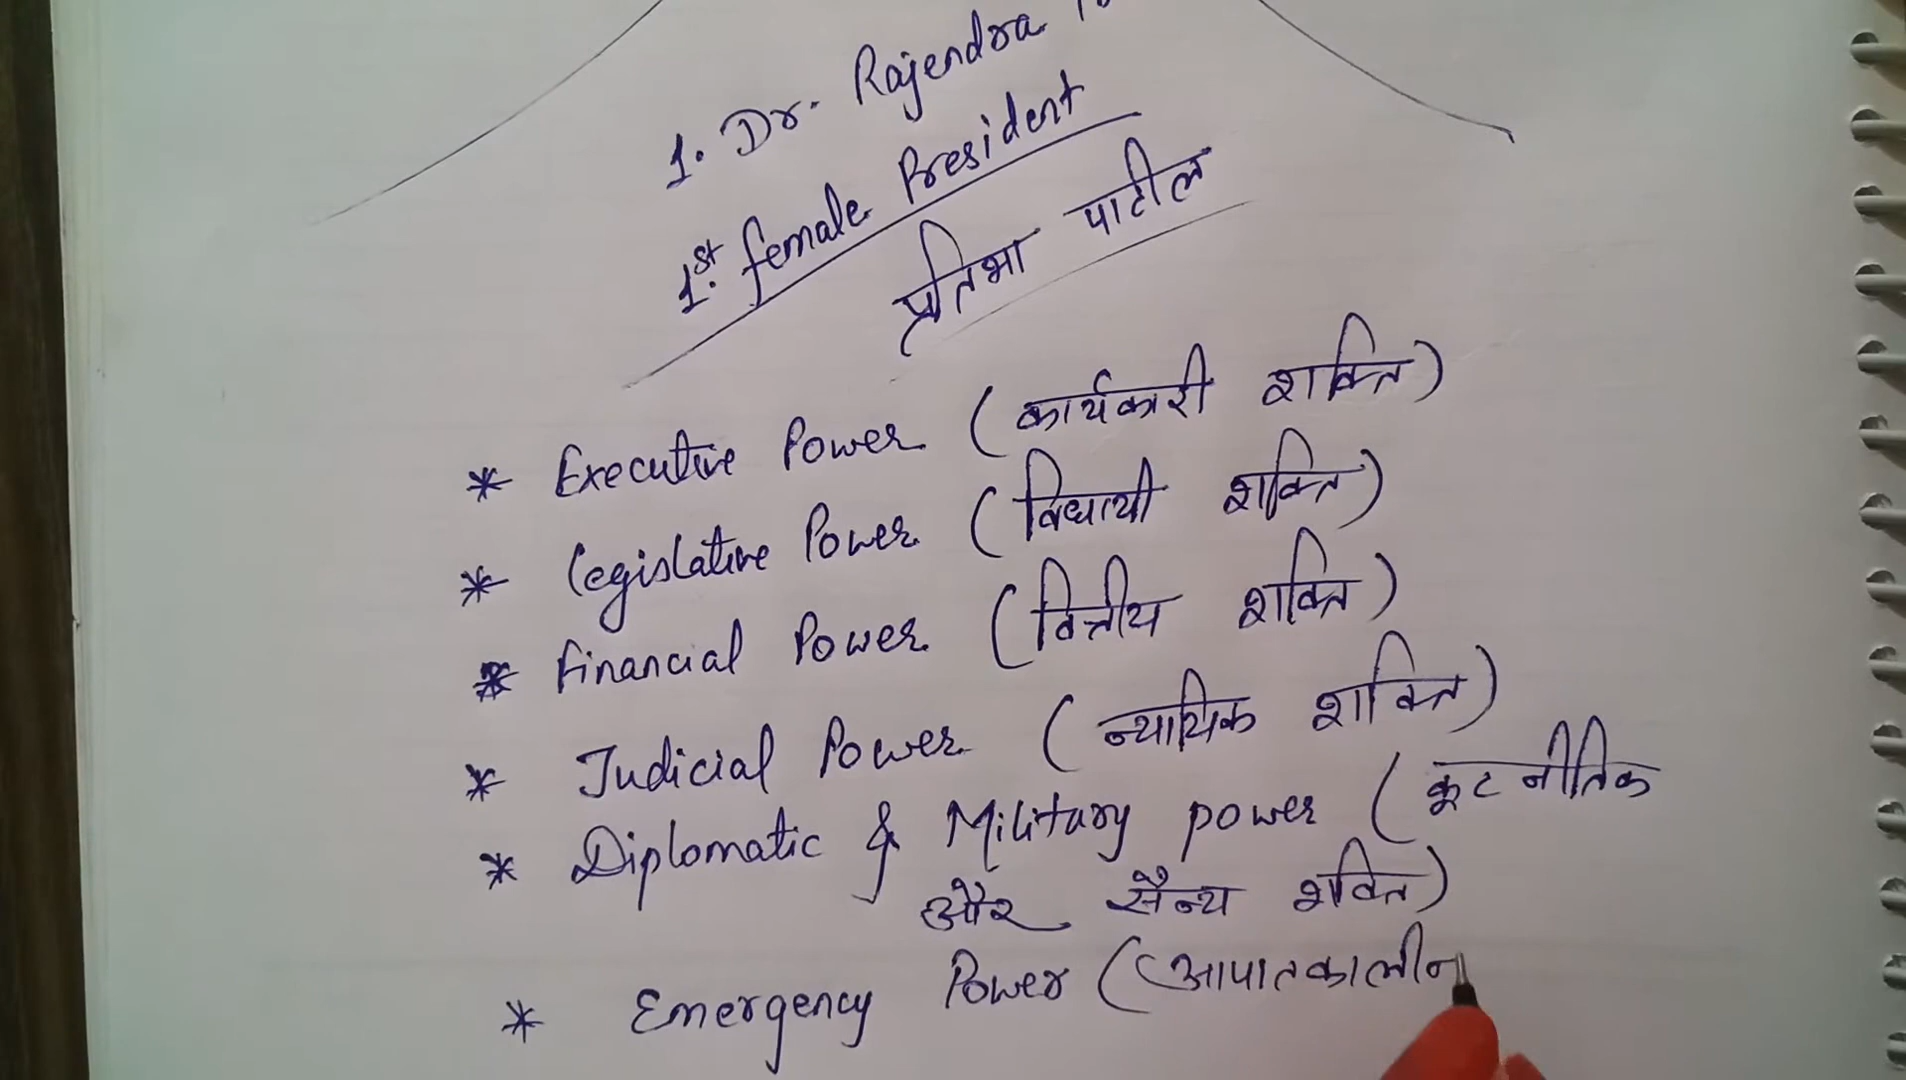 1. Dr. Rajendra
1st. female President
प्रतिभा पाटील
* Executive Power (कार्यकारी शक्ति)
* Legislative Power (विधायी शक्ति)
* Financial Power (वित्तीय शक्ति)
* Judicial Power (न्यायिक शक्ति)
* Diplomatic & Military power (कूटनीतिक
और सैन्य शक्ति)
* Emergency Power (आपातकालीन